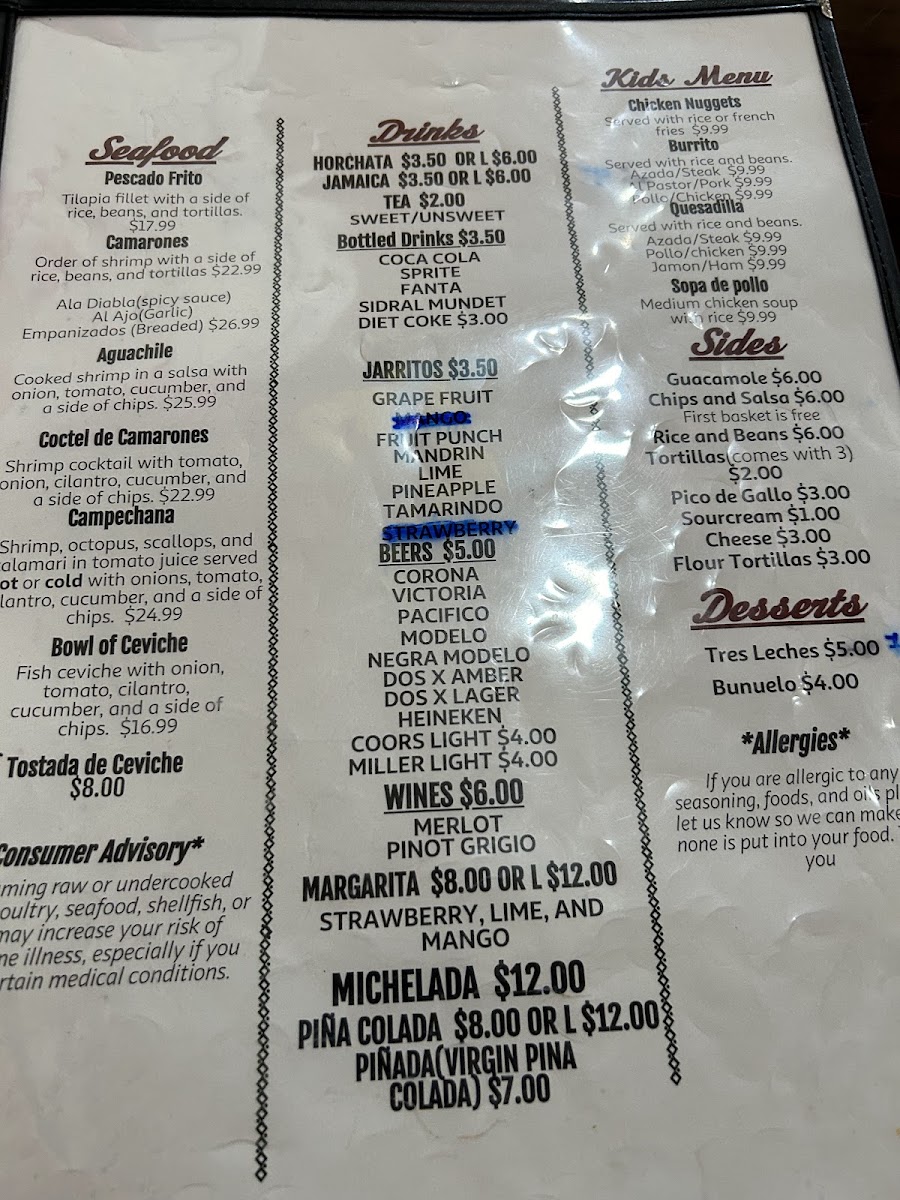 Seafood
Pescado Frito
Tilapia fillet with a side of
rice, beans, and tortillas.
$17.99
Camarones
Order of shrimp with a side of
rice, beans, and tortillas $22.99
Ala Diabla(spicy sauce)
Al Ajo(Garlic)
Empanizados (Breaded) $26.99
Aguachile
Cooked shrimp in a salsa with
onion, tomato, cucumber, and
a side of chips. $25.99
Coctel de Camarones
Shrimp cocktail with tomato,
onion, cilantro, cucumber, and
a side of chips. $22.99
Campechana
Shrimp, octopus, scallops, and
alamari in tomato juice served
ot or cold with onions, tomato,
lantro, cucumber, and a side of
chips. $24.99
Bowl of Ceviche
Fish ceviche with onion,
tomato, cilantro,
cucumber, and a side of
chips. $16.99
Tostada de Ceviche
$8.00
Consumer Advisory*
ming raw or undercooked
oultry, seafood, shellfish, or
may increase your risk of
ne illness, especially if you
rtain medical conditions.
Drinks
HORCHATA $3.50 OR L $6.00
JAMAICA $3.50 OR L $6.00
TEA $2.00
SWEET/UNSWEET
Bottled Drinks $3.50
COCA COLA
SPRITE
FANTA
SIDRAL MUNDET
DIET COKE $3.00
JARRITOS $3.50
GRAPE FRUIT
MANGO
FRUIT PUNCH
MANDRIN
LIME
PINEAPPLE
TAMARINDO
STRAWBERRY
BEERS $5.00
CORONA
VICTORIA
PACIFICO
MODELO
NEGRA MODELO
DOS X AMBER
DOS X LAGER
HEINEKEN
COORS LIGHT $4.00
MILLER LIGHT $4.00
WINES $6.00
MERLOT
PINOT GRIGIO
MARGARITA $8.00 OR L $12.00
STRAWBERRY, LIME, AND
MANGO
MICHELADA $12.00
PIÑA COLADA $8.00 OR L $12.00
PIÑADA(VIRGIN PINA
COLADA) $7.00
Kids Menu
Chicken Nuggets
Served with rice or french
fries $9.99
Burrito
Served with rice and beans.
Azada/Steak $9.99
Al Pastor/Pork $9.99
Pollo/Chicken $9.99
Quesadilla
Served with rice and beans.
Azada/Steak $9.99
Pollo/chicken $9.99
Jamon/Ham $9.99
Sopa de pollo
Medium chicken soup
with rice $9.99
Sides
Guacamole $6.00
Chips and Salsa $6.00
First basket is free
Rice and Beans $6.00
Tortillas(comes with 3)
$2.00
Pico de Gallo $3.00
Sourcream $1.00
Cheese $3.00
Flour Tortillas $3.00
Desserts
Tres Leches $5.00
Bunuelo $4.00
*Allergies*
If you are allergic to any
seasoning, foods, and oils pl
let us know so we can make
none is put into your food.
you